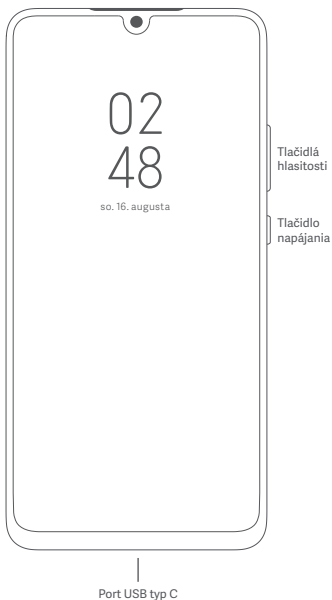 02
48
so. 16. augusta
Tlačidlá
hlasitosti
Tlačidlo
napájania
Port USB typ C